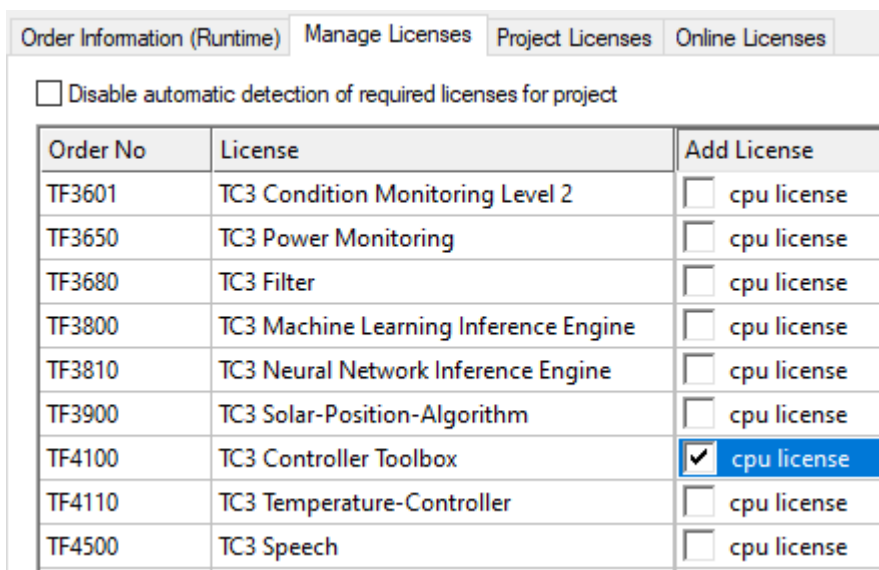 Order Information (Runtime) Manage Licenses Project Licenses Online Licenses
Disable automatic detection of required licenses for project
Order No License Add License
TF3601 TC3 Condition Monitoring Level 2 cpu license
TF3650 TC3 Power Monitoring cpu license
TF3680 TC3 Filter cpu license
TF3800 TC3 Machine Learning Inference Engine cpu license
TF3810 TC3 Neural Network Inference Engine cpu license
TF3900 TC3 Solar-Position-Algorithm cpu license
TF4100 TC3 Controller Toolbox cpu license
TF4110 TC3 Temperature-Controller cpu license
TF4500 TC3 Speech cpu license